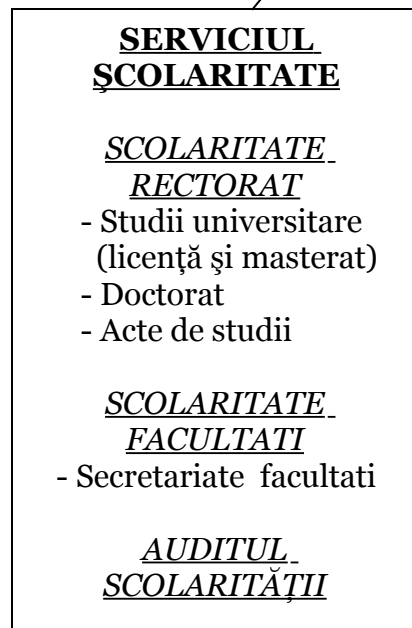 SERVICIUL
ŞCOLARITATE
SCOLARITATE
RECTORAT
- Studii universitare
(licenţă şi masterat)
- Doctorat
- Acte de studii
SCOLARITATE
FACULTATI
- Secretariate facultati
AUDITUL
SCOLARITĂŢII